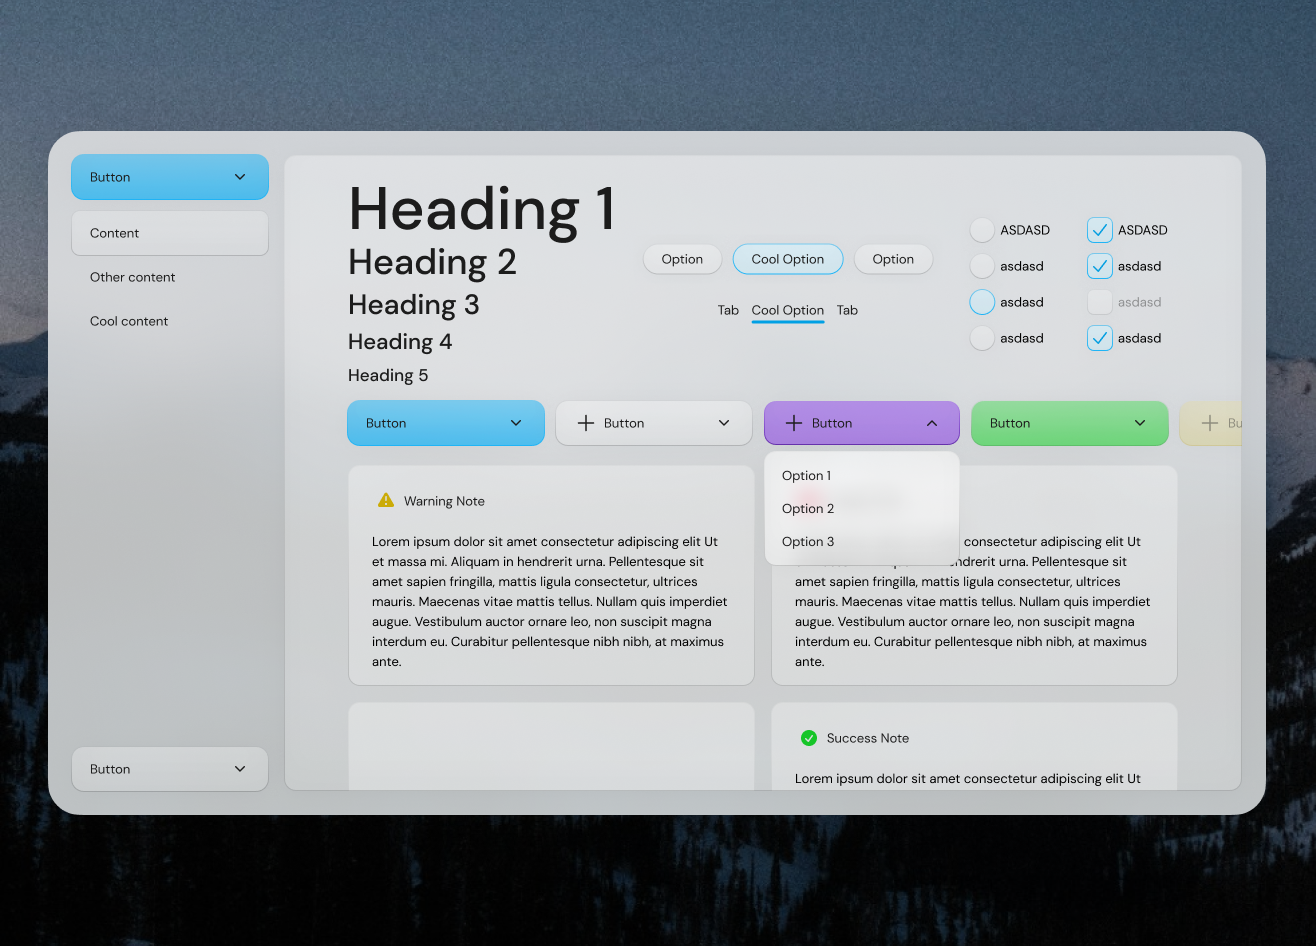 Button
Content
Other content
Cool content
Button
Heading 1
Heading 2
Heading 3
Heading 4
Heading 5
Option Cool Option Option
Tab Cool Option Tab
ASDASD ASDASD
asdasd asdasd
asdasd asdasd
asdasd asdasd
Button Button Button Button Bu
Option 1
Option 2
Option 3
Warning Note
Lorem ipsum dolor sit amet consectetur adipiscing elit Ut
et massa mi. Aliquam in hendrerit urna. Pellentesque sit
amet sapien fringilla, mattis ligula consectetur, ultrices
mauris. Maecenas vitae mattis tellus. Nullam quis imperdiet
augue. Vestibulum auctor ornare leo, non suscipit magna
interdum eu. Curabitur pellentesque nibh nibh, at maximus
ante.
consectetur adipiscing elit Ut
urna. Pellentesque sit
amet sapien fringilla, mattis ligula consectetur, ultrices
mauris. Maecenas vitae mattis tellus. Nullam quis imperdiet
augue. Vestibulum auctor ornare leo, non suscipit magna
interdum eu. Curabitur pellentesque nibh nibh, at maximus
ante.
Success Note
Lorem ipsum dolor sit amet consectetur adipiscing elit Ut